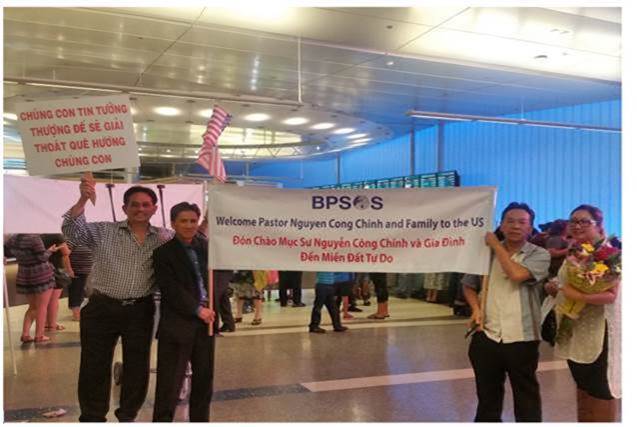 CHÚNG CON TIN TƯỞNG
THƯỢNG ĐẾ SẼ GIẢI
THOÁT QUÊ HƯƠNG
CHÚNG CON
BPSOS
Welcome Pastor Nguyen Cong Chinh and Family to the US
Đón Chào Mục Sư Nguyễn Công Chính và Gia Đình
Đến Miền Đất Tự Do